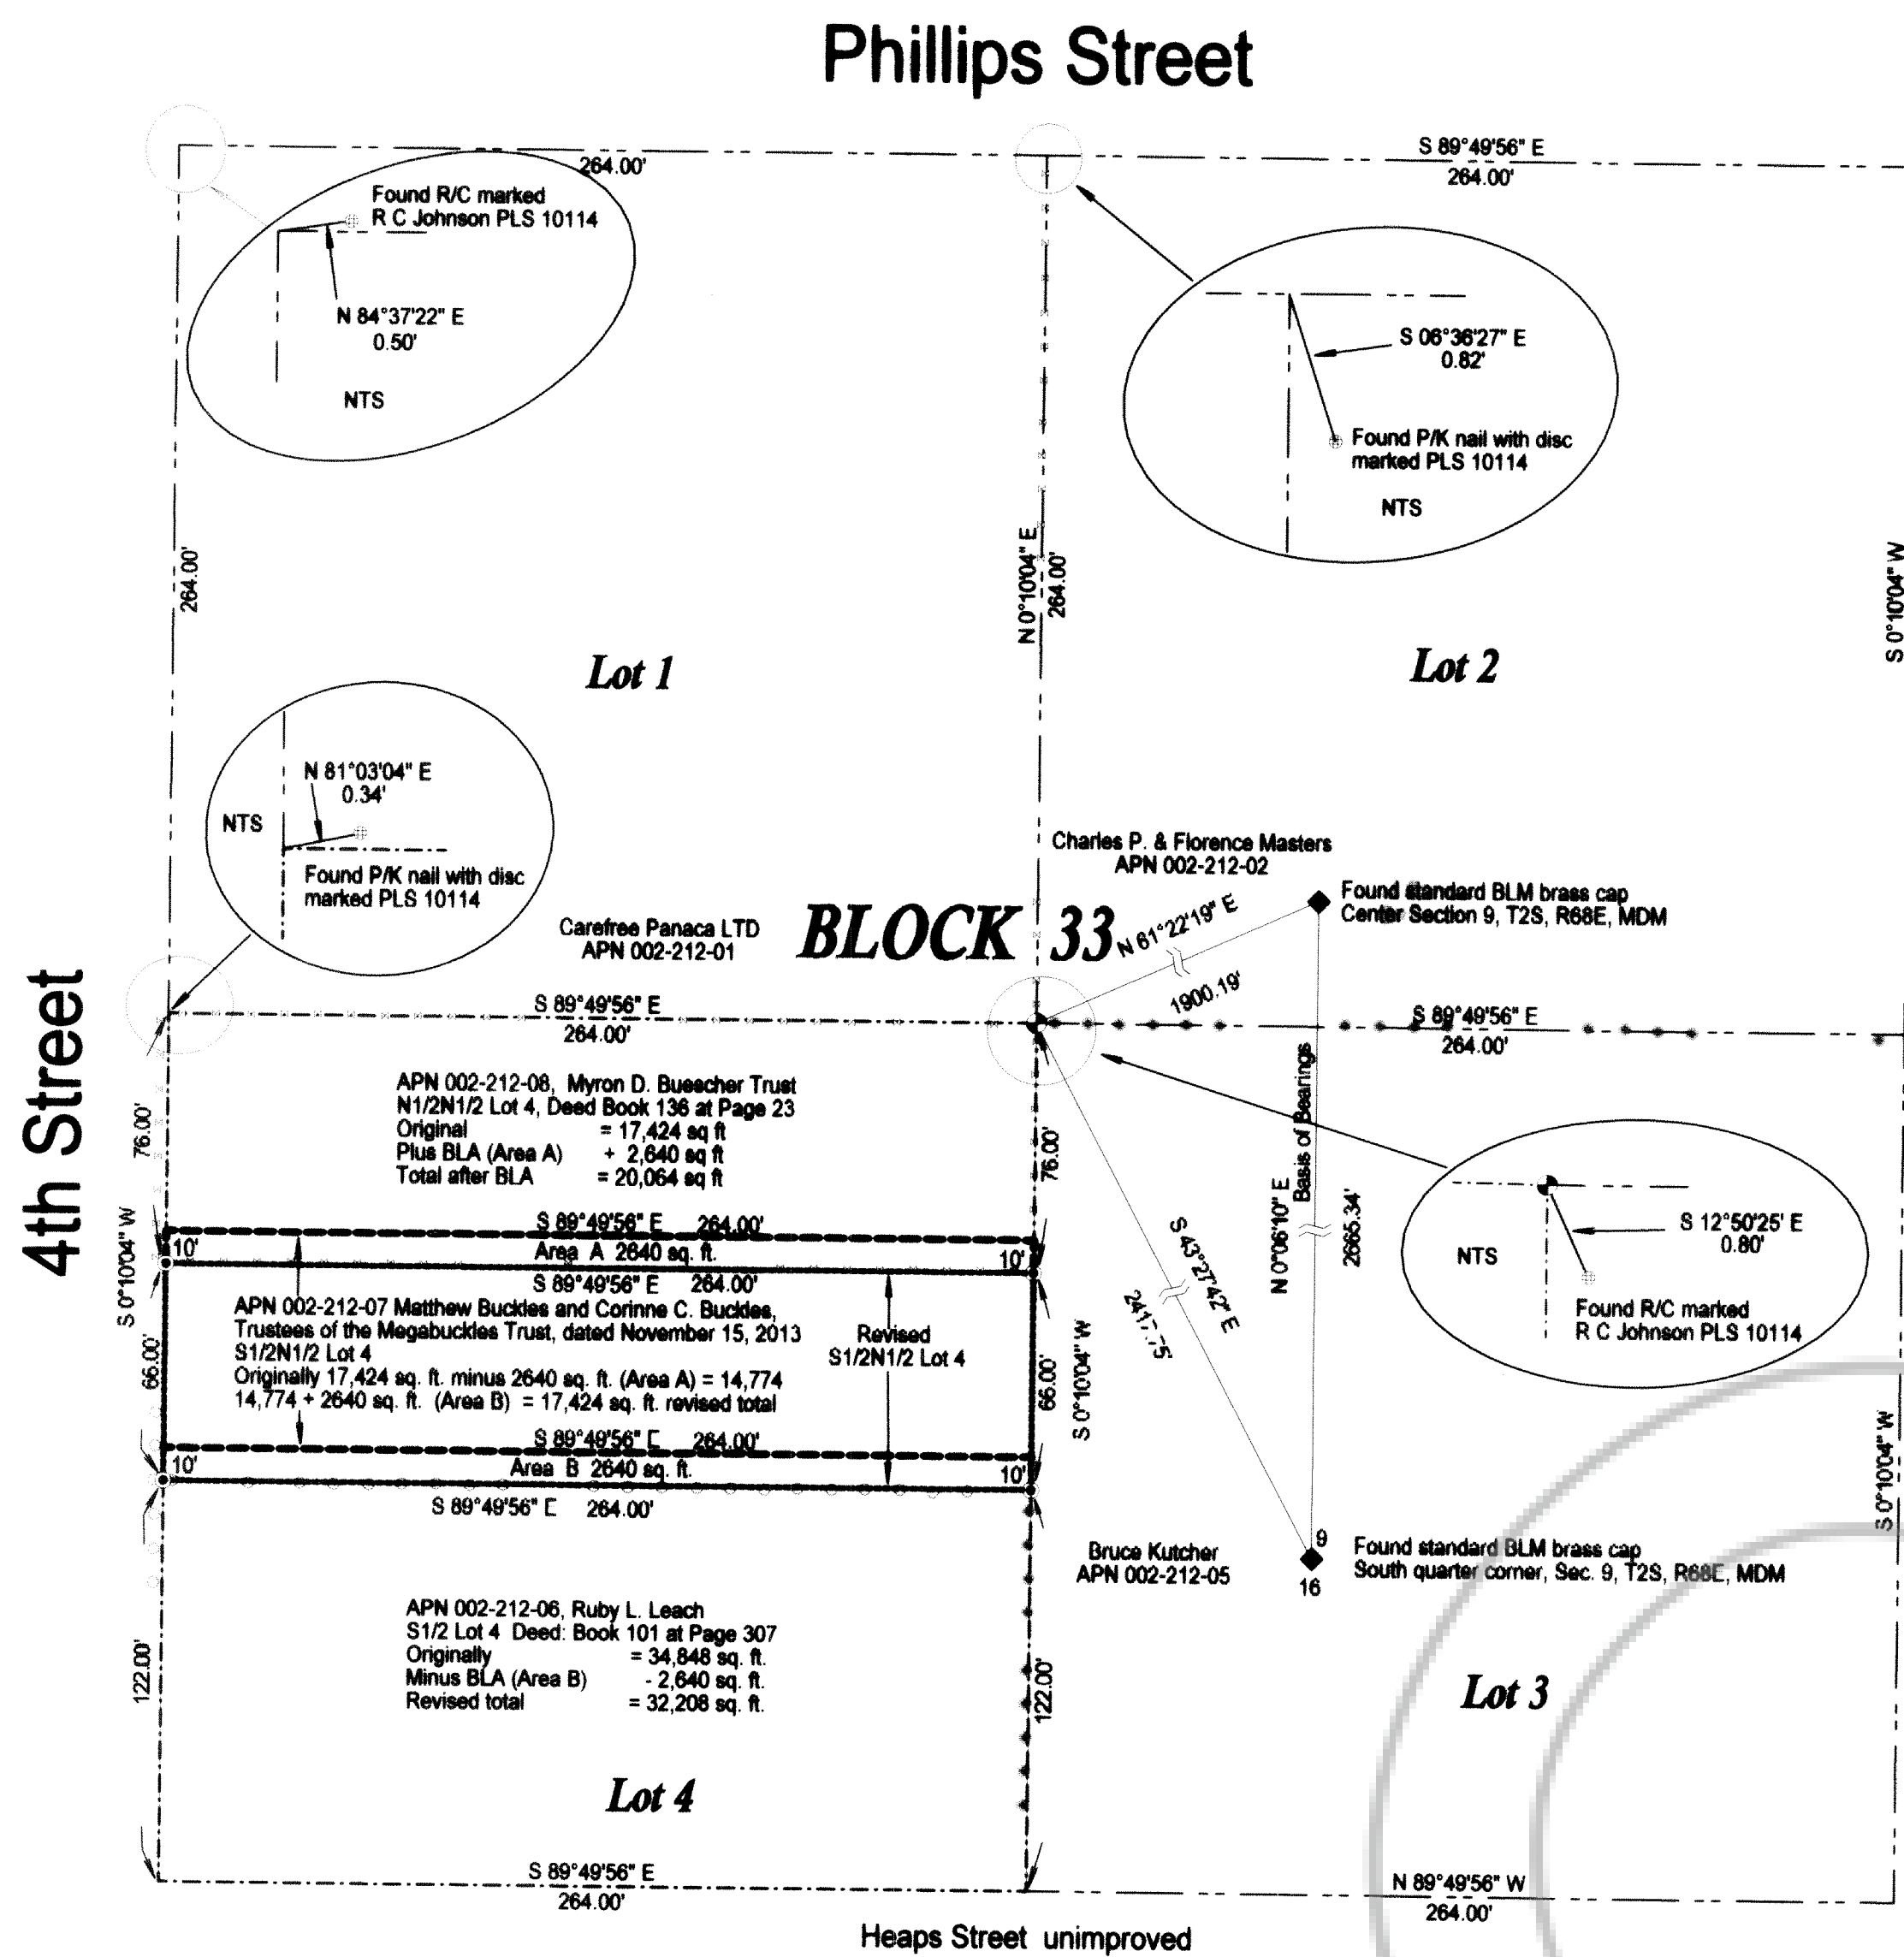 Phillips Street
264.00'
S 89°49'56" E
264.00'
Found R/C marked
R C Johnson PLS 10114
N 84°37'22" E
0.50'
NTS
S 06°36'27" E
0.82'
Found P/K nail with disc
marked PLS 10114
NTS
264.00'
N 0°10'04" E
264.00'
S 0°10'04" W
Lot 1
Lot 2
N 81°03'04" E
0.34'
NTS
Found P/K nail with disc
marked PLS 10114
Charles P. & Florence Masters
APN 002-212-02
Found standard BLM brass cap
Center Section 9, T2S, R68E, MDM
Carefree Panaca LTD
APN 002-212-01
BLOCK 33
N 61°22'19" E
1900.19'
4th Street
S 89°49'56" E
264.00'
S 89°49'56" E
264.00'
APN 002-212-08, Myron D. Buescher Trust
N1/2N1/2 Lot 4, Deed Book 136 at Page 23
Original = 17,424 sq ft
Plus BLA (Area A) + 2,640 sq ft
Total after BLA = 20,064 sq ft
76.00'
76.00'
Basis of Bearings
N 0°06'10" E
2665.34'
S 43°27'42" E
2417.75'
S 12°50'25' E
0.80'
NTS
Found R/C marked
R C Johnson PLS 10114
S 89°49'56" E 264.00'
10' Area A 2640 sq. ft. 10'
S 89°49'56" E 264.00'
S 0°10'04" W
66.00'
APN 002-212-07 Matthew Buckles and Corinne C. Buckles,
Trustees of the Megabuckles Trust, dated November 15, 2013
S1/2N1/2 Lot 4
Originally 17,424 sq. ft. minus 2640 sq. ft. (Area A) = 14,774
14,774 + 2640 sq. ft. (Area B) = 17,424 sq. ft. revised total
Revised
S1/2N1/2 Lot 4
66.00'
S 0°10'04" W
S 89°49'56" E 264.00'
10' Area B 2640 sq. ft. 10'
S 89°49'56" E 264.00'
S 0°10'04" W
Bruce Kutcher
APN 002-212-05
9
16
Found standard BLM brass cap
South quarter corner, Sec. 9, T2S, R68E, MDM
APN 002-212-06, Ruby L. Leach
S1/2 Lot 4 Deed: Book 101 at Page 307
Originally = 34,848 sq. ft.
Minus BLA (Area B) - 2,640 sq. ft.
Revised total = 32,208 sq. ft.
122.00'
122.00'
Lot 3
Lot 4
S 89°49'56" E
264.00'
N 89°49'56" W
264.00'
Heaps Street unimproved